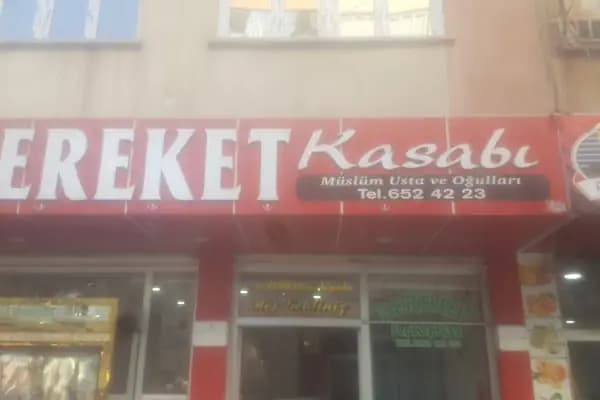 EREKET Kasabı
Müslüm Usta ve Oğulları
Tel.652 42 23